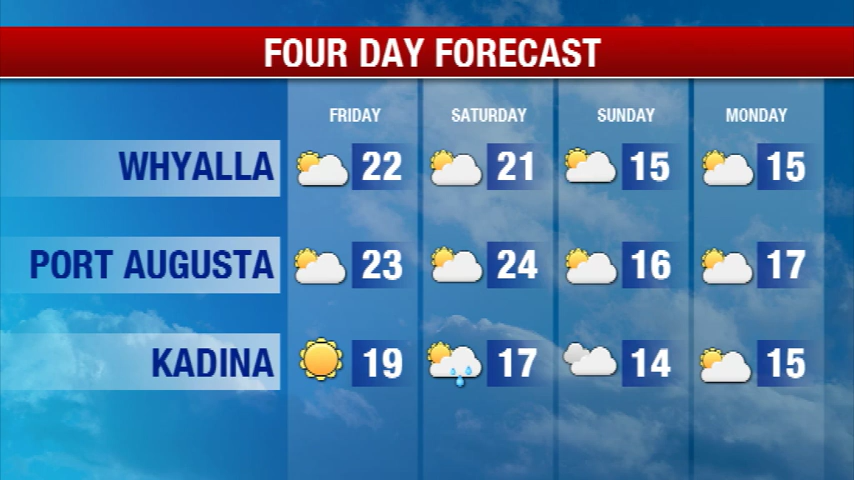 FOUR DAY FORECAST
FRIDAY SATURDAY SUNDAY MONDAY
WHYALLA 22 21 15 15
PORT AUGUSTA 23 24 16 17
KADINA 19 17 14 15